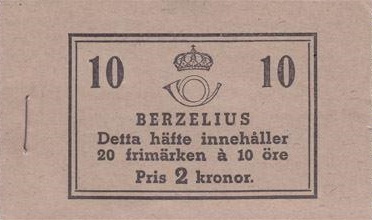 10 10
BERZELIUS
Detta häfte innehåller
20 frimärken à 10 öre
Pris 2 kronor.